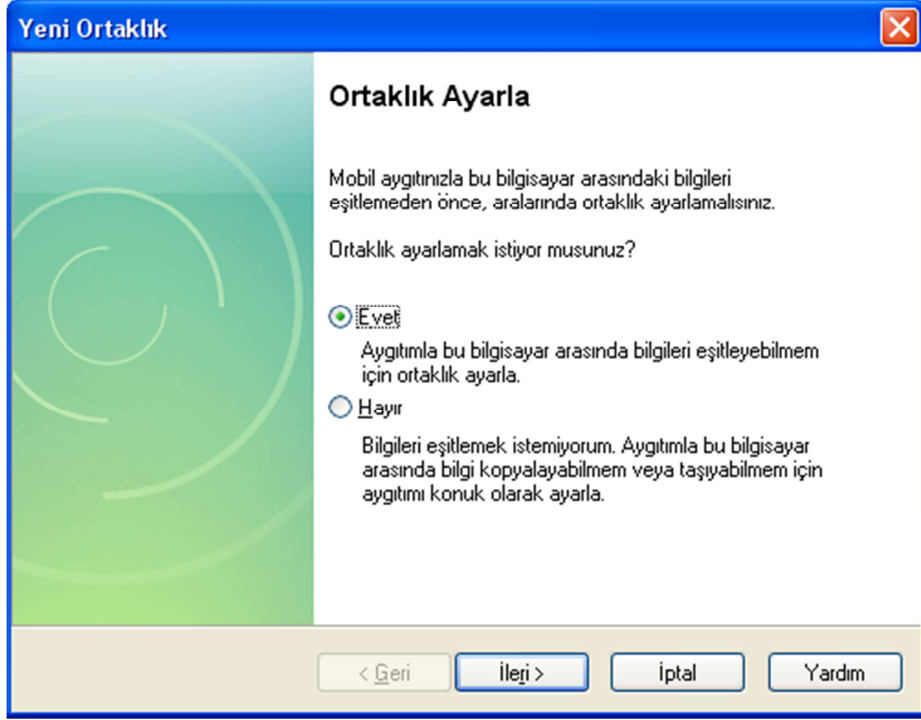 Yeni Ortaklık
Ortaklık Ayarla
Mobil aygıtınızla bu bilgisayar arasındaki bilgileri
eşitlemeden önce, aralarında ortaklık ayarlamalısınız.
Ortaklık ayarlamak istiyor musunuz?
Evet
Aygıtımla bu bilgisayar arasında bilgileri eşitleyebilmem
için ortaklık ayarla.
Hayır
Bilgileri eşitlemek istemiyorum. Aygıtımla bu bilgisayar
arasında bilgi kopyalayabilmem veya taşıyabilmem için
aygıtımı konuk olarak ayarla.
< Geri İleri > İptal Yardım